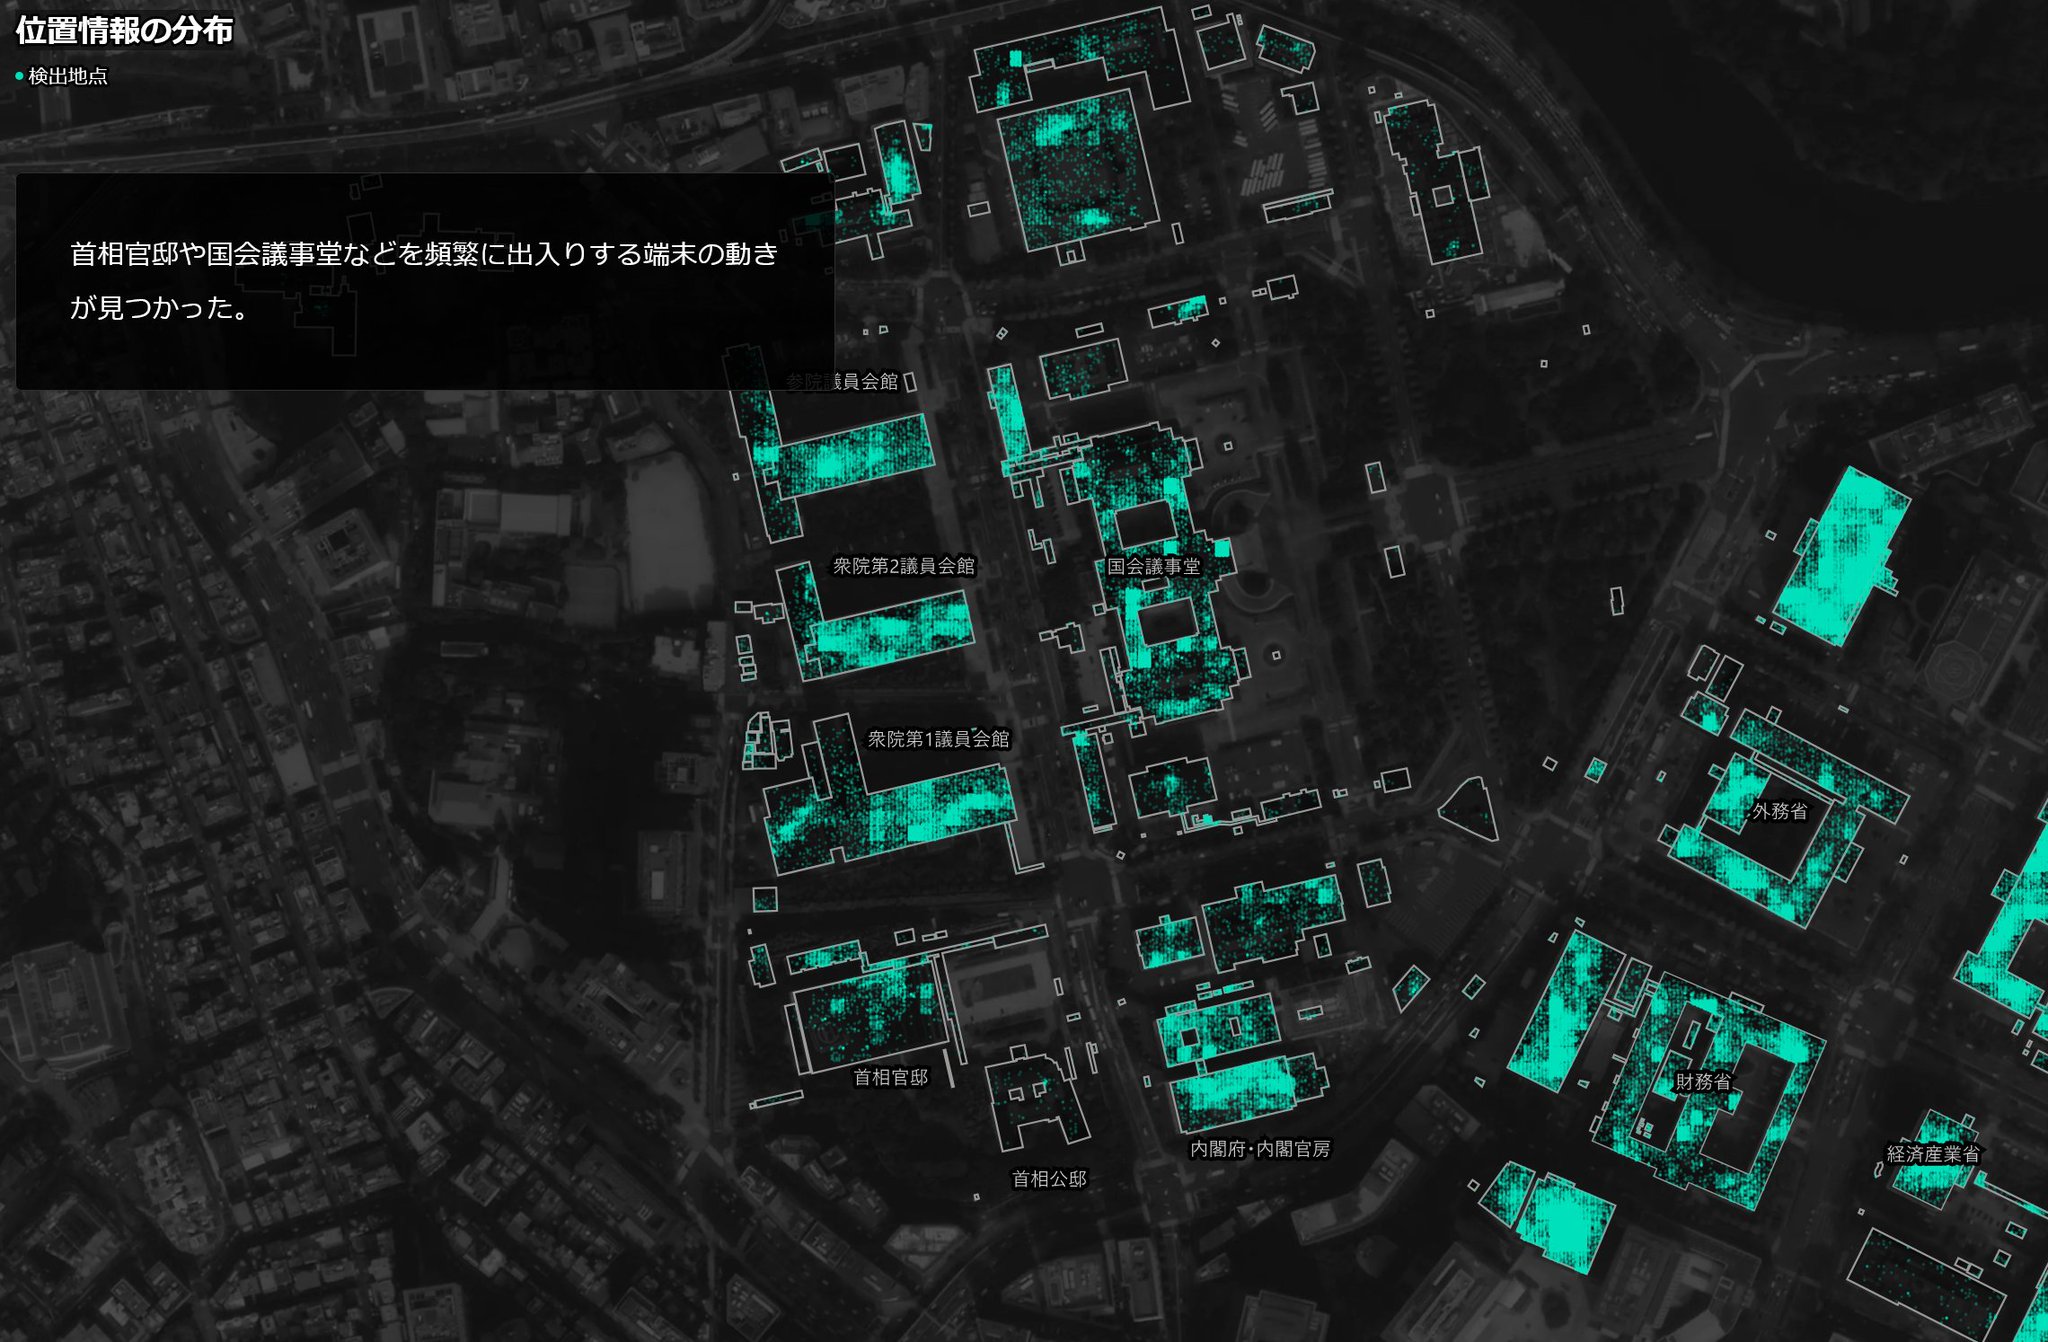 位置情報の分布
検出地点
首相官邸や国会議事堂などを頻繁に出入りする端末の動き
が見つかった。
参院議員会館
衆院第2議員会館
国会議事堂
衆院第1議員会館
外務省
首相官邸
財務省
内閣府・内閣官房
経済産業省
首相公邸